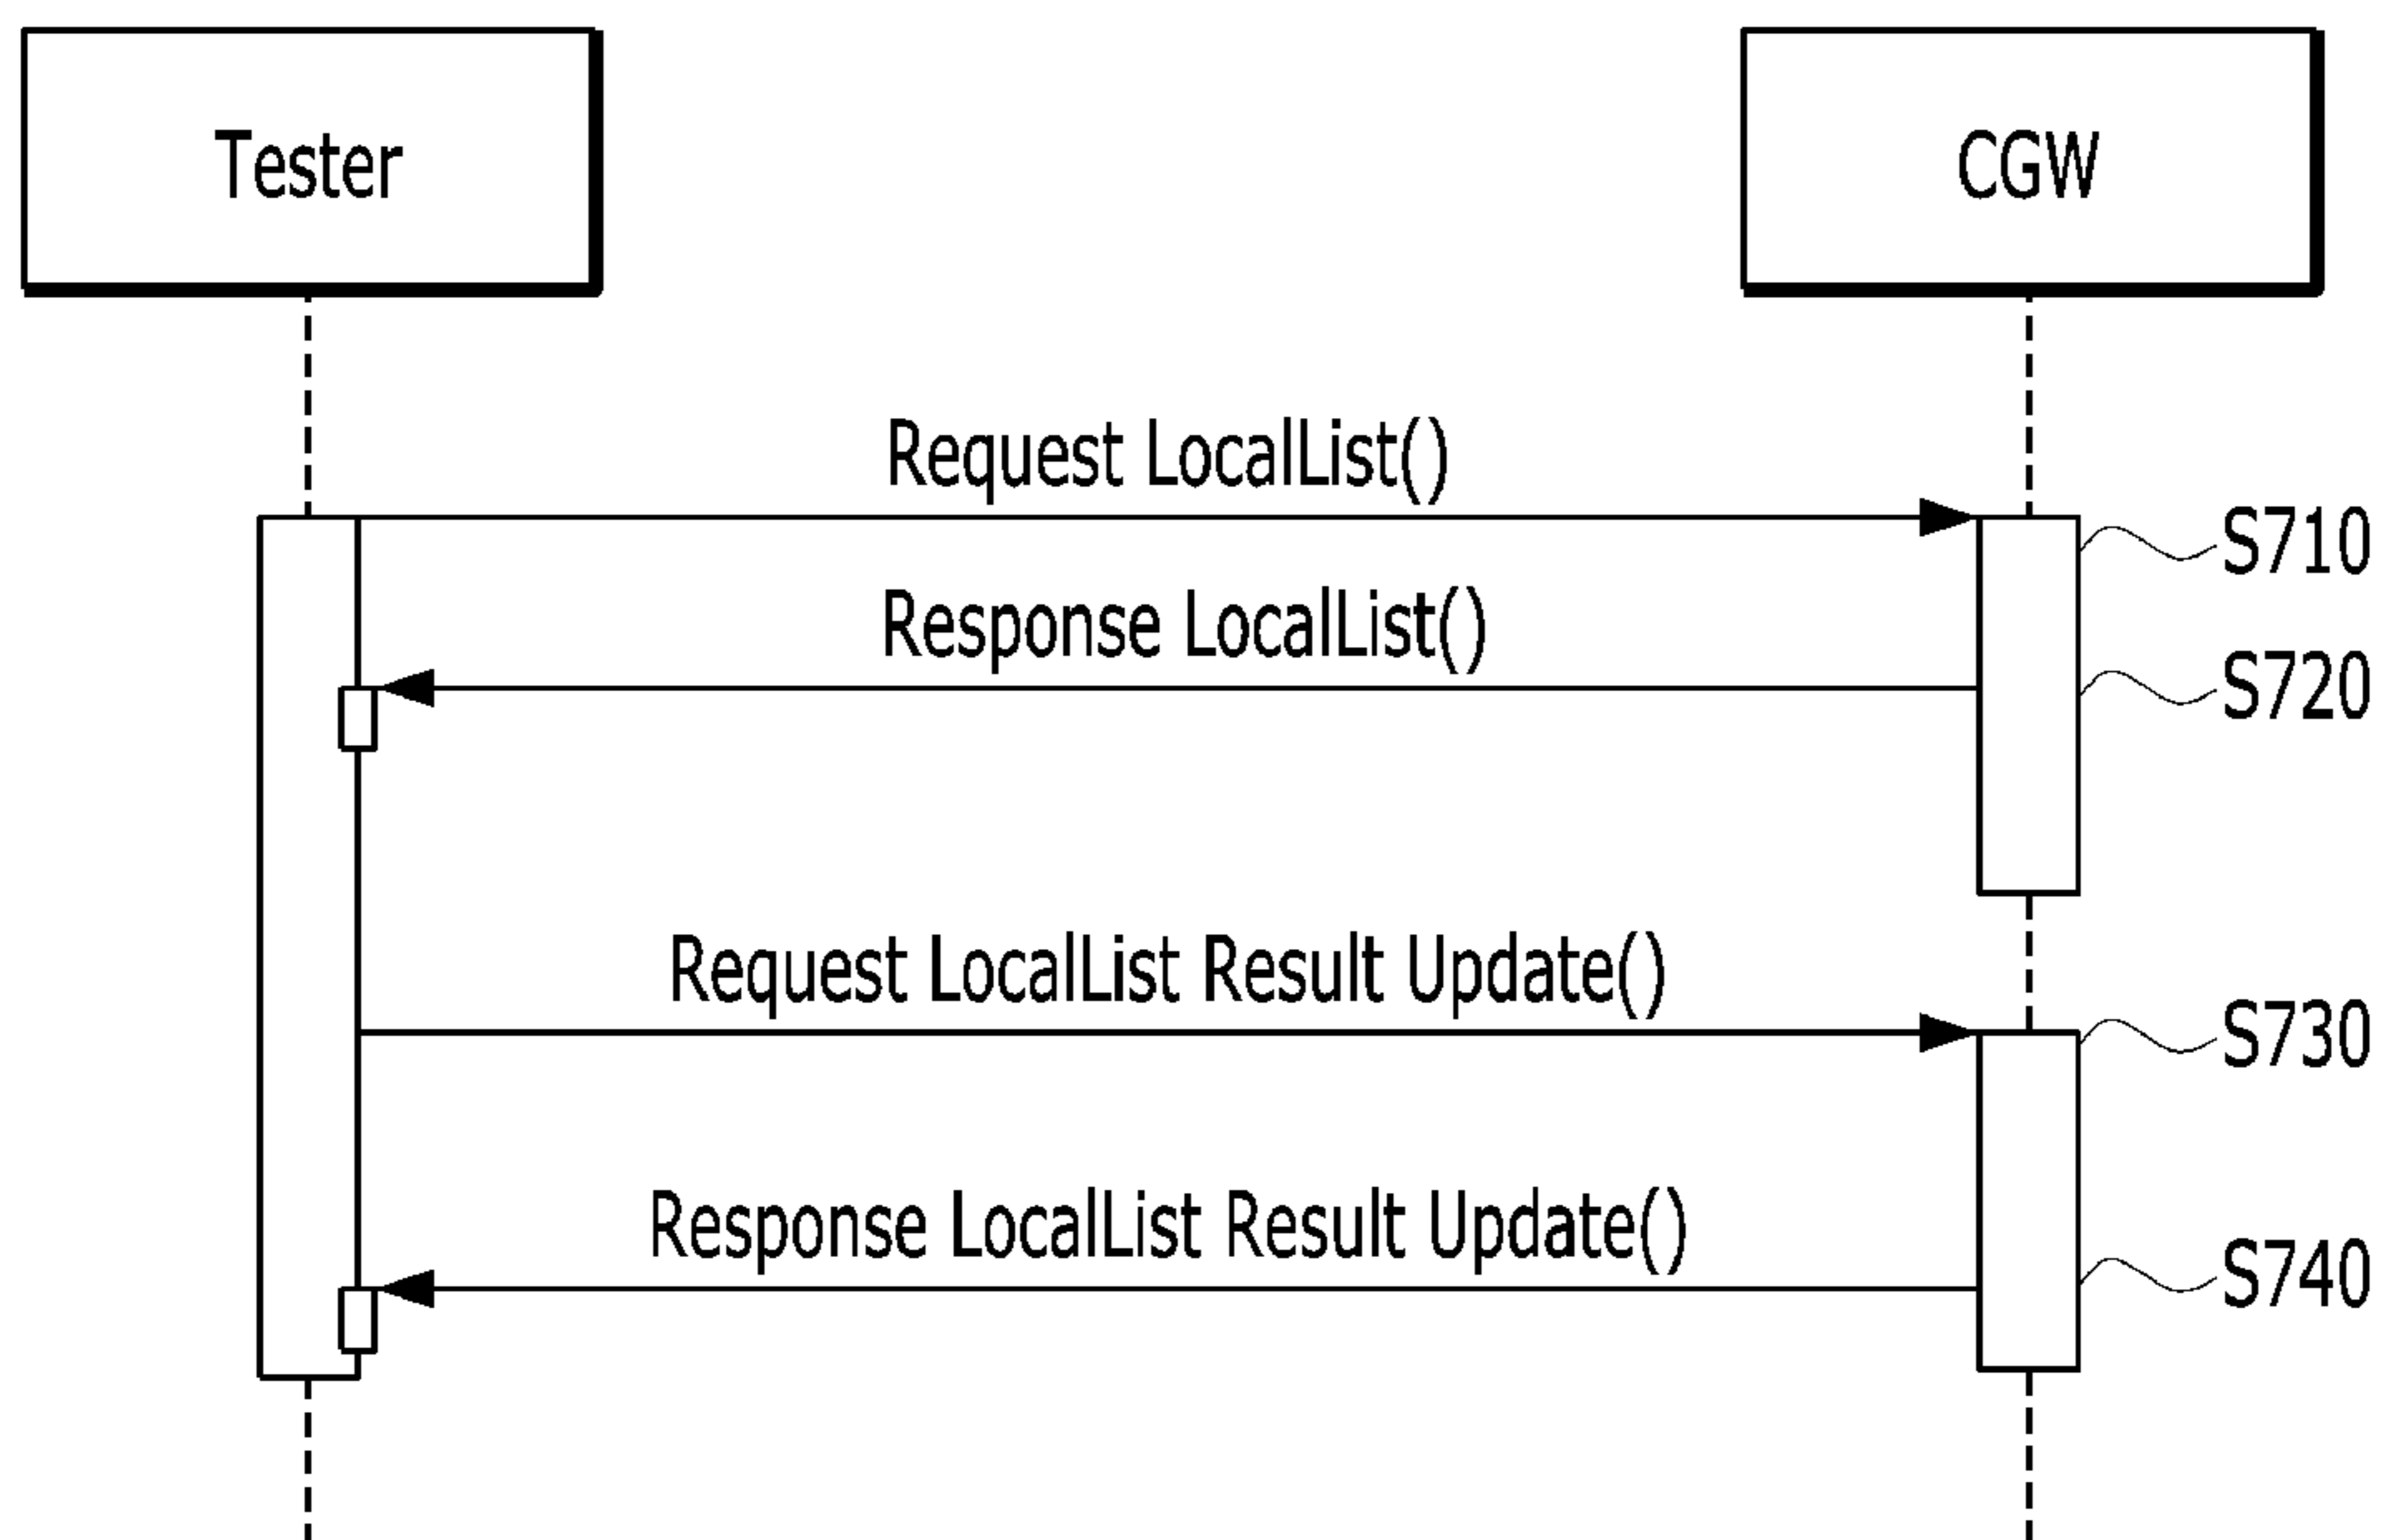 Tester
CGW
Request LocalList()
S710
Response LocalList()
S720
Request LocalList Result Update()
S730
Response LocalList Result Update()
S740